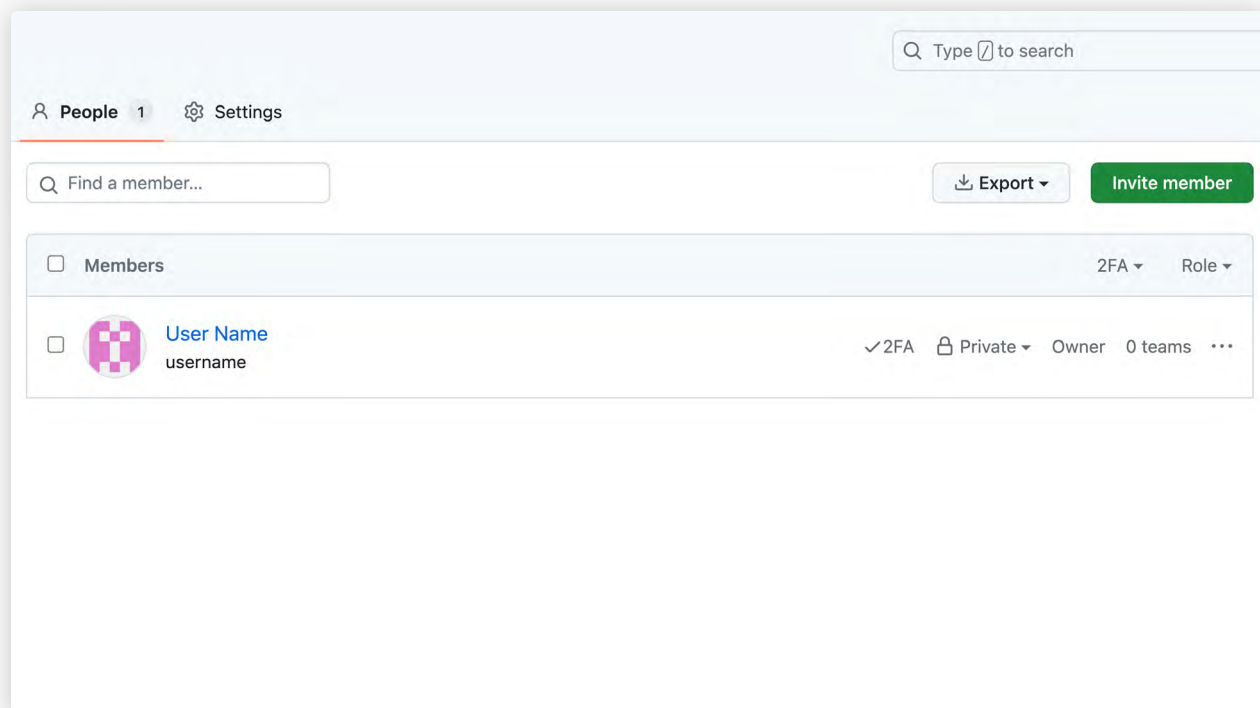 Type / to search
People 1 Settings
Find a member...
Export
Invite member
Members
2FA Role
User Name
username
2FA Private Owner 0 teams